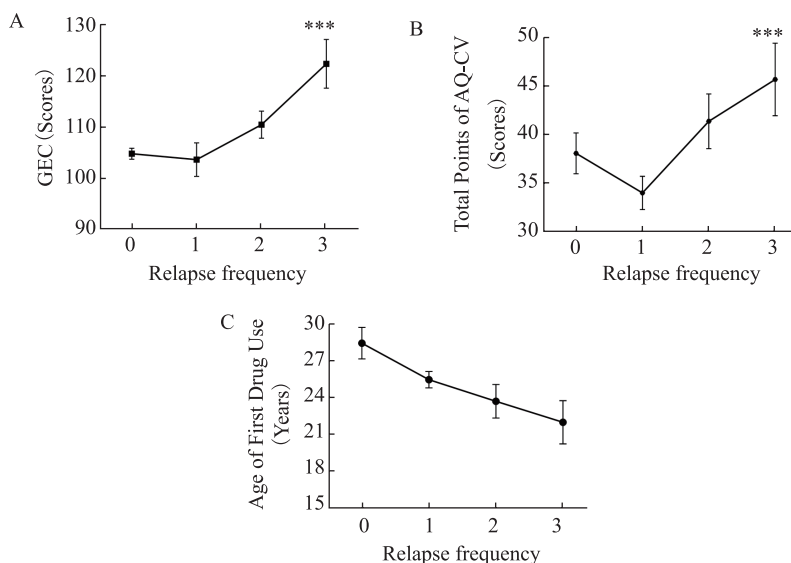 A
GEC (Scores)
130
120
110
100
90
***
0 1 2 3
Relapse frequency
B
Total Points of AQ-CV
(Scores)
50
45
40
35
30
***
0 1 2 3
Relapse frequency
C
Age of First Drug Use
(Years)
30
27
24
21
18
15
0 1 2 3
Relapse frequency